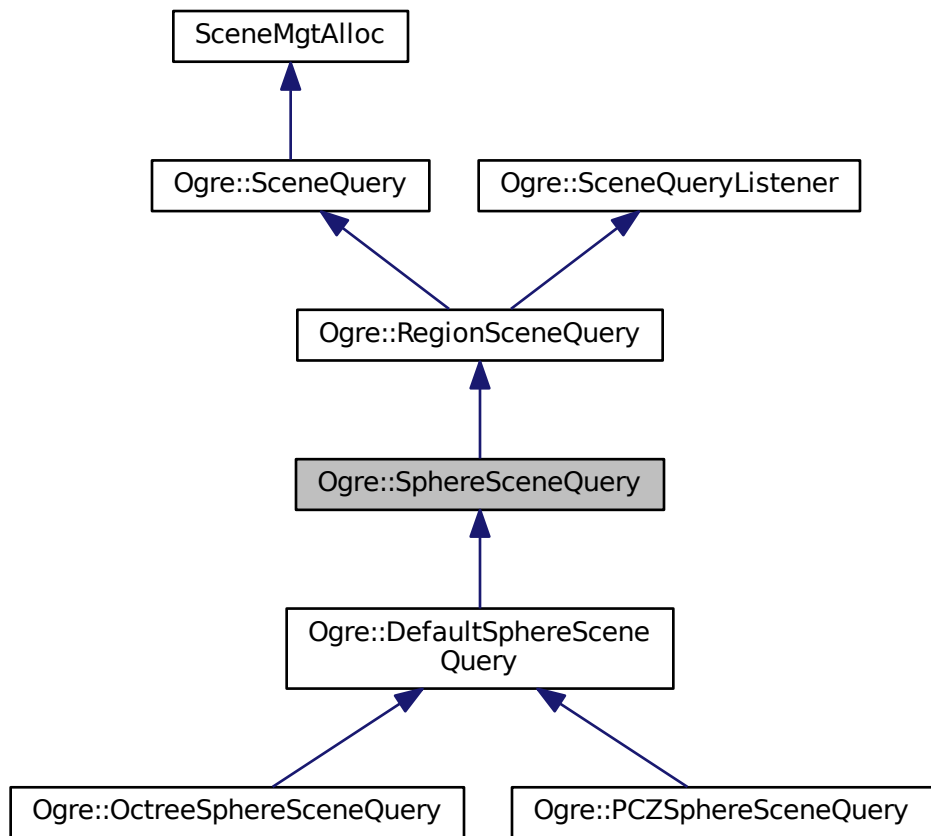 SceneMgtAlloc
Ogre::SceneQuery
Ogre::SceneQueryListener
Ogre::RegionSceneQuery
Ogre::SphereSceneQuery
Ogre::DefaultSphereScene
Query
Ogre::OctreeSphereSceneQuery
Ogre::PCZSphereSceneQuery